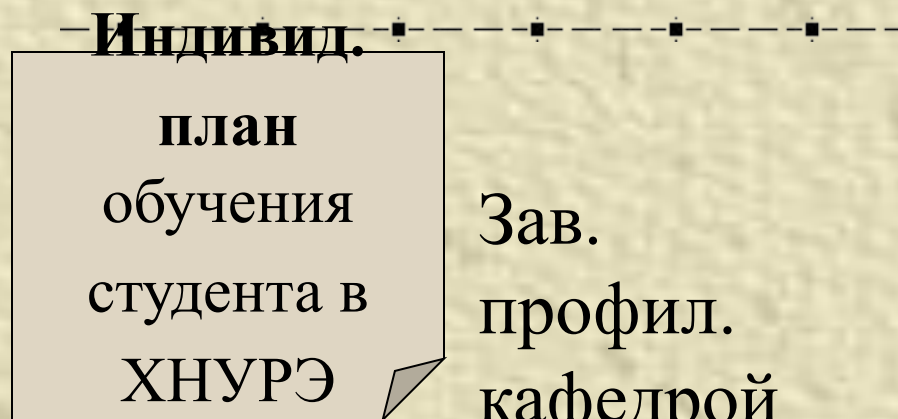 Индивид.
план
обучения
студента в
ХНУРЭ
Зав.
профил.
кафедрой